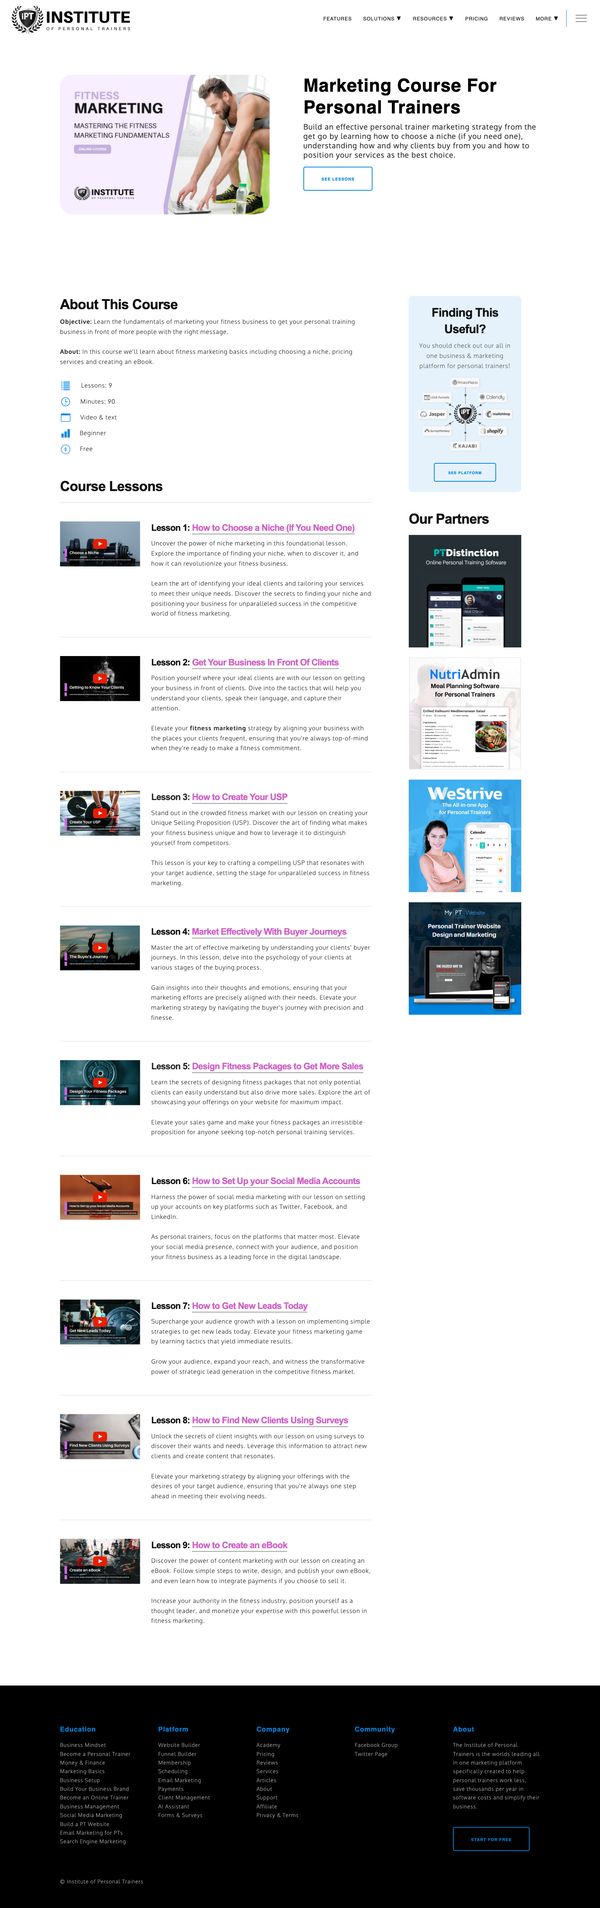 IPT INSTITUTE
OF PERSONAL TRAINERS
FEATURES
SOLUTIONS ▼
RESOURCES ▼
PRICING
REVIEWS
MORE ▼
FITNESS
MARKETING
MASTERING THE FITNESS
MARKETING FUNDAMENTALS
ONLINE COURSE
INSTITUTE
OF PERSONAL TRAINERS
Marketing Course For
Personal Trainers
Build an effective personal trainer marketing strategy from the
get go by learning how to choose a niche (if you need one),
understanding how and why clients buy from you and how to
position your services as the best choice.
SEE LESSONS
About This Course
Objective: Learn the fundamentals of marketing your fitness business to get your personal training
business in front of more people with the right message.
About: In this course we'll learn about fitness marketing basics including choosing a niche, pricing
services and creating an eBook.
Lessons: 9
Minutes: 90
Video & text
Beginner
Free
Course Lessons
Choose a Niche
Lesson 1: How to Choose a Niche (If You Need One)
Uncover the power of niche marketing in this foundational lesson.
Explore the importance of finding your niche, when to discover it, and
how it can revolutionize your fitness business.
Learn the art of identifying your ideal clients and tailoring your services
to meet their unique needs. Discover the secrets to finding your niche and
positioning your business for unparalleled success in the competitive
world of fitness marketing.
Getting to Know Your Clients
Lesson 2: Get Your Business In Front Of Clients
Position yourself where your ideal clients are with our lesson on getting
your business in front of clients. Dive into the tactics that will help you
understand your clients, speak their language, and capture their
attention.
Elevate your fitness marketing strategy by aligning your business with
the places your clients frequent, ensuring that you're always top-of-mind
when they're ready to make a fitness commitment.
Create Your USP
Lesson 3: How to Create Your USP
Stand out in the crowded fitness market with our lesson on creating your
Unique Selling Proposition (USP). Discover the art of finding what makes
your fitness business unique and how to leverage it to distinguish
yourself from competitors.
This lesson is your key to crafting a compelling USP that resonates with
your target audience, setting the stage for unparalleled success in fitness
marketing.
The Buyer's Journey
Lesson 4: Market Effectively With Buyer Journeys
Master the art of effective marketing by understanding your clients' buyer
journeys. In this lesson, delve into the psychology of your clients at
various stages of the buying process.
Gain insights into their thoughts and emotions, ensuring that your
marketing efforts are precisely aligned with their needs. Elevate your
marketing strategy by navigating the buyer's journey with precision and
finesse.
Design Your Fitness Packages
Lesson 5: Design Fitness Packages to Get More Sales
Learn the secrets of designing fitness packages that not only potential
clients can easily understand but also drive more sales. Explore the art of
showcasing your offerings on your website for maximum impact.
Elevate your sales game and make your fitness packages an irresistible
proposition for anyone seeking top-notch personal training services.
How to Set Up your Social Media Accounts
Lesson 6: How to Set Up your Social Media Accounts
Harness the power of social media marketing with our lesson on setting
up your accounts on key platforms such as Twitter, Facebook, and
LinkedIn.
As personal trainers, focus on the platforms that matter most. Elevate
your social media presence, connect with your audience, and position
your fitness business as a leading force in the digital landscape.
Get New Leads Today
Lesson 7: How to Get New Leads Today
Supercharge your audience growth with a lesson on implementing simple
strategies to get new leads today. Elevate your fitness marketing game
by learning tactics that yield immediate results.
Grow your audience, expand your reach, and witness the transformative
power of strategic lead generation in the competitive fitness market.
Find New Clients Using Surveys
Lesson 8: How to Find New Clients Using Surveys
Unlock the secrets of client insights with our lesson on using surveys to
discover their wants and needs. Leverage this information to attract new
clients and create content that resonates.
Elevate your marketing strategy by aligning your offerings with the
desires of your target audience, ensuring that you're always one step
ahead in meeting their evolving needs.
Create an eBook
Lesson 9: How to Create an eBook
Discover the power of content marketing with our lesson on creating an
eBook. Follow simple steps to write, design, and publish your own eBook,
and even learn how to integrate payments if you choose to sell it.
Increase your authority in the fitness industry, position yourself as a
thought leader, and monetize your expertise with this powerful lesson in
fitness marketing.
Finding This
Useful?
You should check out our all in
one business & marketing
platform for personal trainers!
Calendly
Jasper
IPT
mailchimp
shopify
KAJABI
SEE PLATFORM
Our Partners
PTDistinction
Online Personal Training Software
NutriAdmin
Meal Planning Software
for Personal Trainers
WeStrive
The All in one App
for Personal Trainers
Calendar
My PT Website
Personal Trainer Website
Design and Marketing
Education
Business Mindset
Become a Personal Trainer
Money & Finance
Marketing Basics
Business Setup
Build Your Business Brand
Become an Online Trainer
Business Management
Social Media Marketing
Build a PT Website
Email Marketing for PTs
Search Engine Marketing
Platform
Website Builder
Funnel Builder
Membership
Scheduling
Email Marketing
Payments
Client Management
AI Assistant
Forms & Surveys
Company
Academy
Pricing
Reviews
Services
Articles
About
Support
Affiliate
Privacy & Terms
Community
Facebook Group
Twitter Page
About
The Institute of Personal
Trainers is the worlds leading all
in one marketing platform
specifically created to help
personal trainers work less,
save thousands per year in
software costs and simplify their
business.
START FOR FREE
© Institute of Personal Trainers